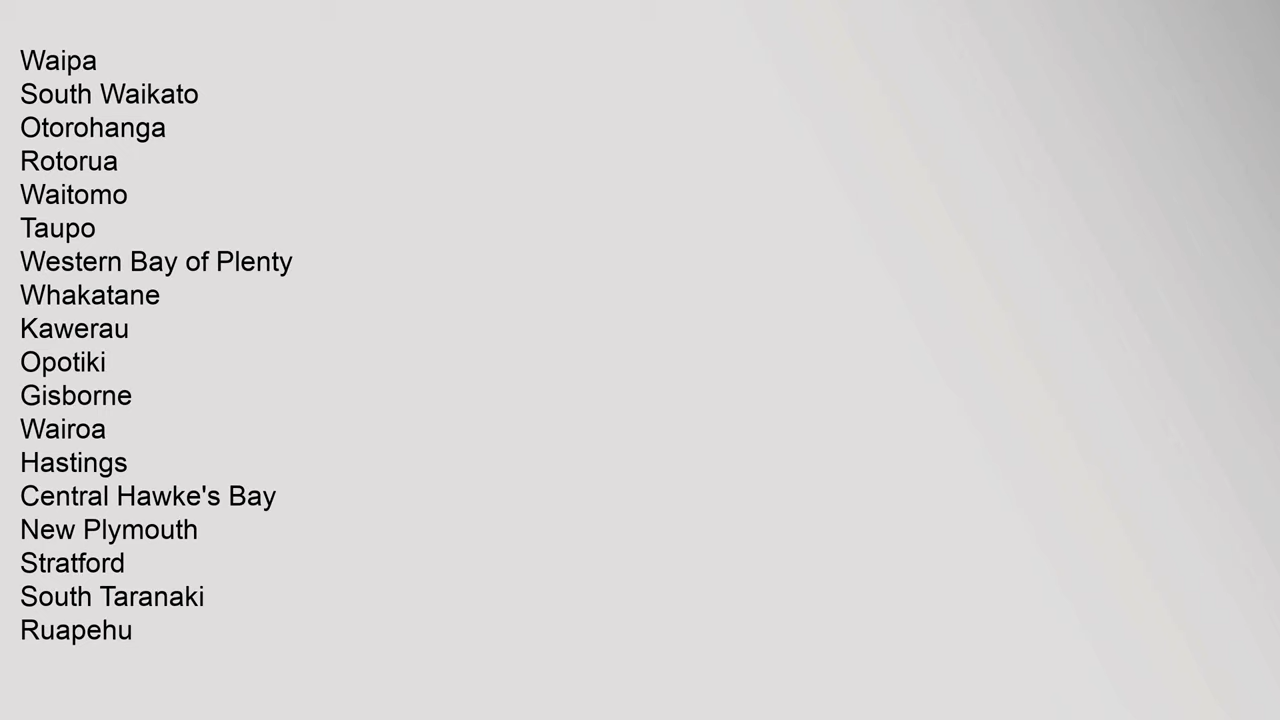 Waipa
South Waikato
Otorohanga
Rotorua
Waitomo
Taupo
Western Bay of Plenty
Whakatane
Kawerau
Opotiki
Gisborne
Wairoa
Hastings
Central Hawke's Bay
New Plymouth
Stratford
South Taranaki
Ruapehu